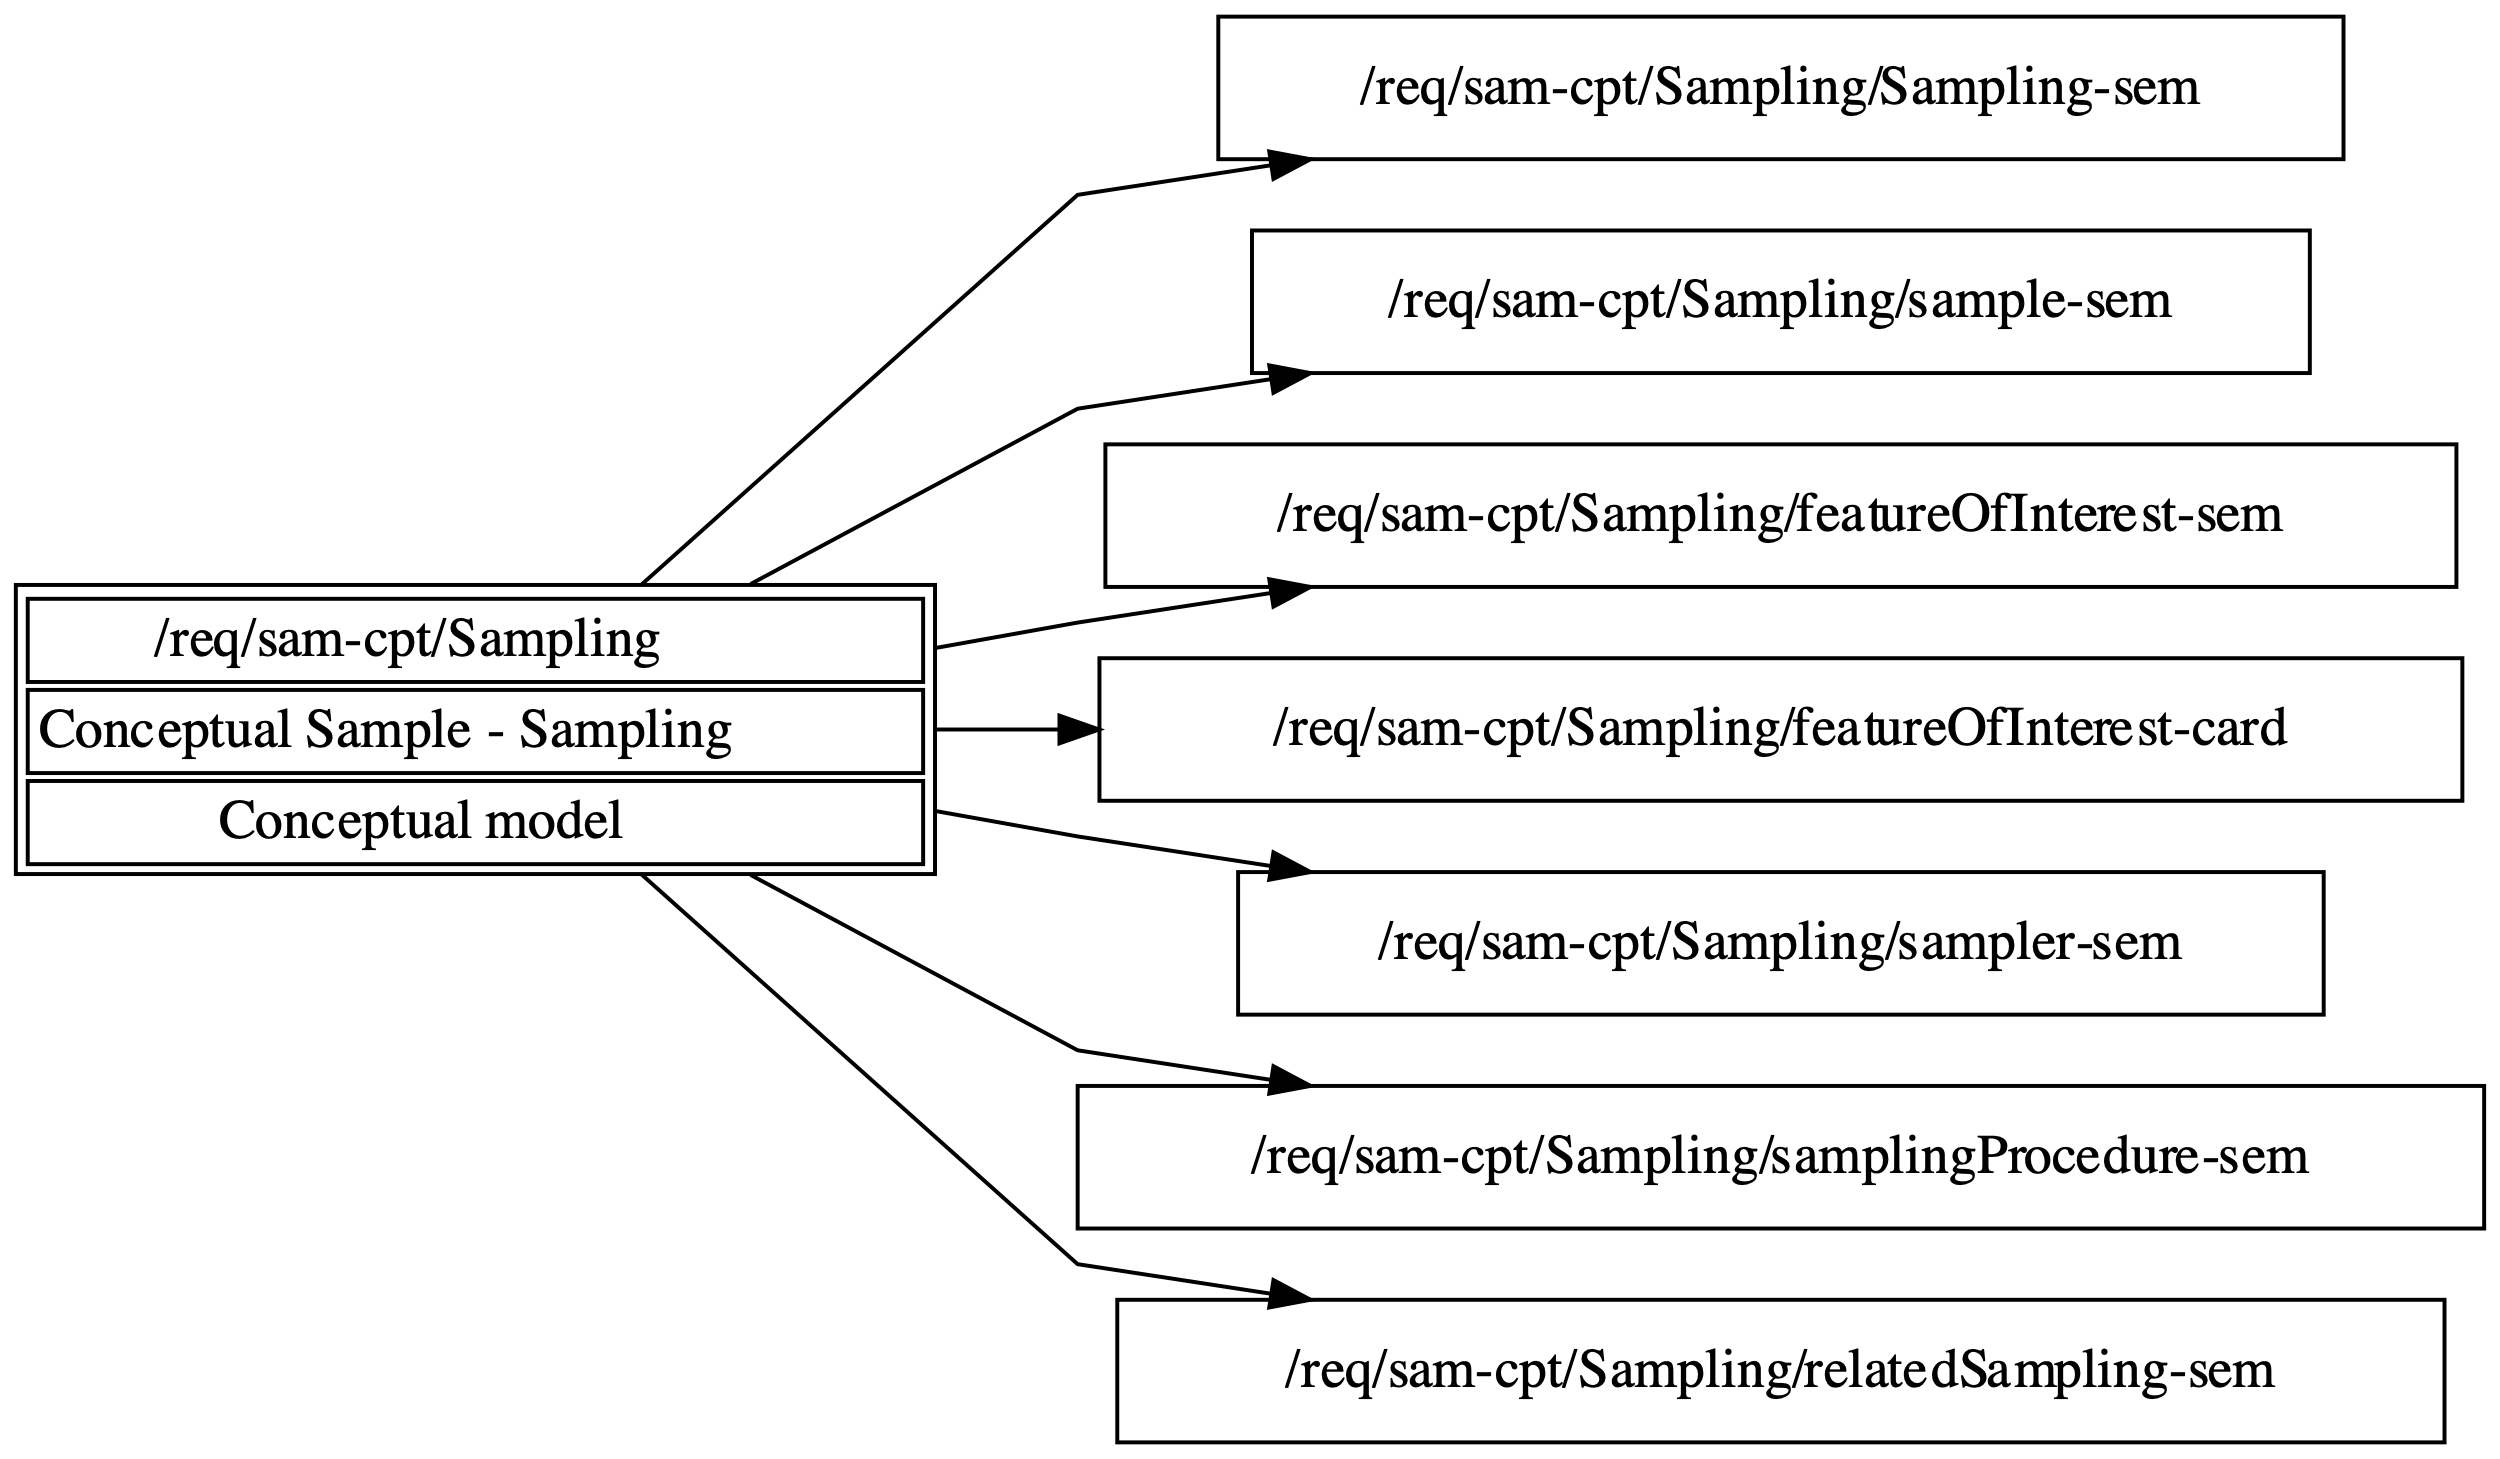 /req/sam-cpt/Sampling/Sampling-sem
/req/sam-cpt/Sampling/sample-sem
/req/sam-cpt/Sampling/featureOfInterest-sem
/req/sam-cpt/Sampling
Conceptual Sample - Sampling
Conceptual model
/req/sam-cpt/Sampling/featureOfInterest-card
/req/sam-cpt/Sampling/sampler-sem
/req/sam-cpt/Sampling/samplingProcedure-sem
/req/sam-cpt/Sampling/relatedSampling-sem